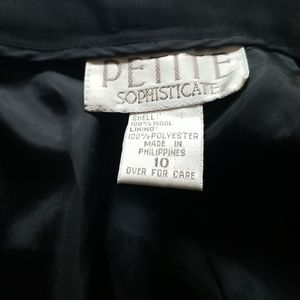 PETITE
SOPHISTICATE
SHELL:
100% WOOL
LINING:
100% POLYESTER
MADE IN
PHILIPPINES
10
OVER FOR CARE